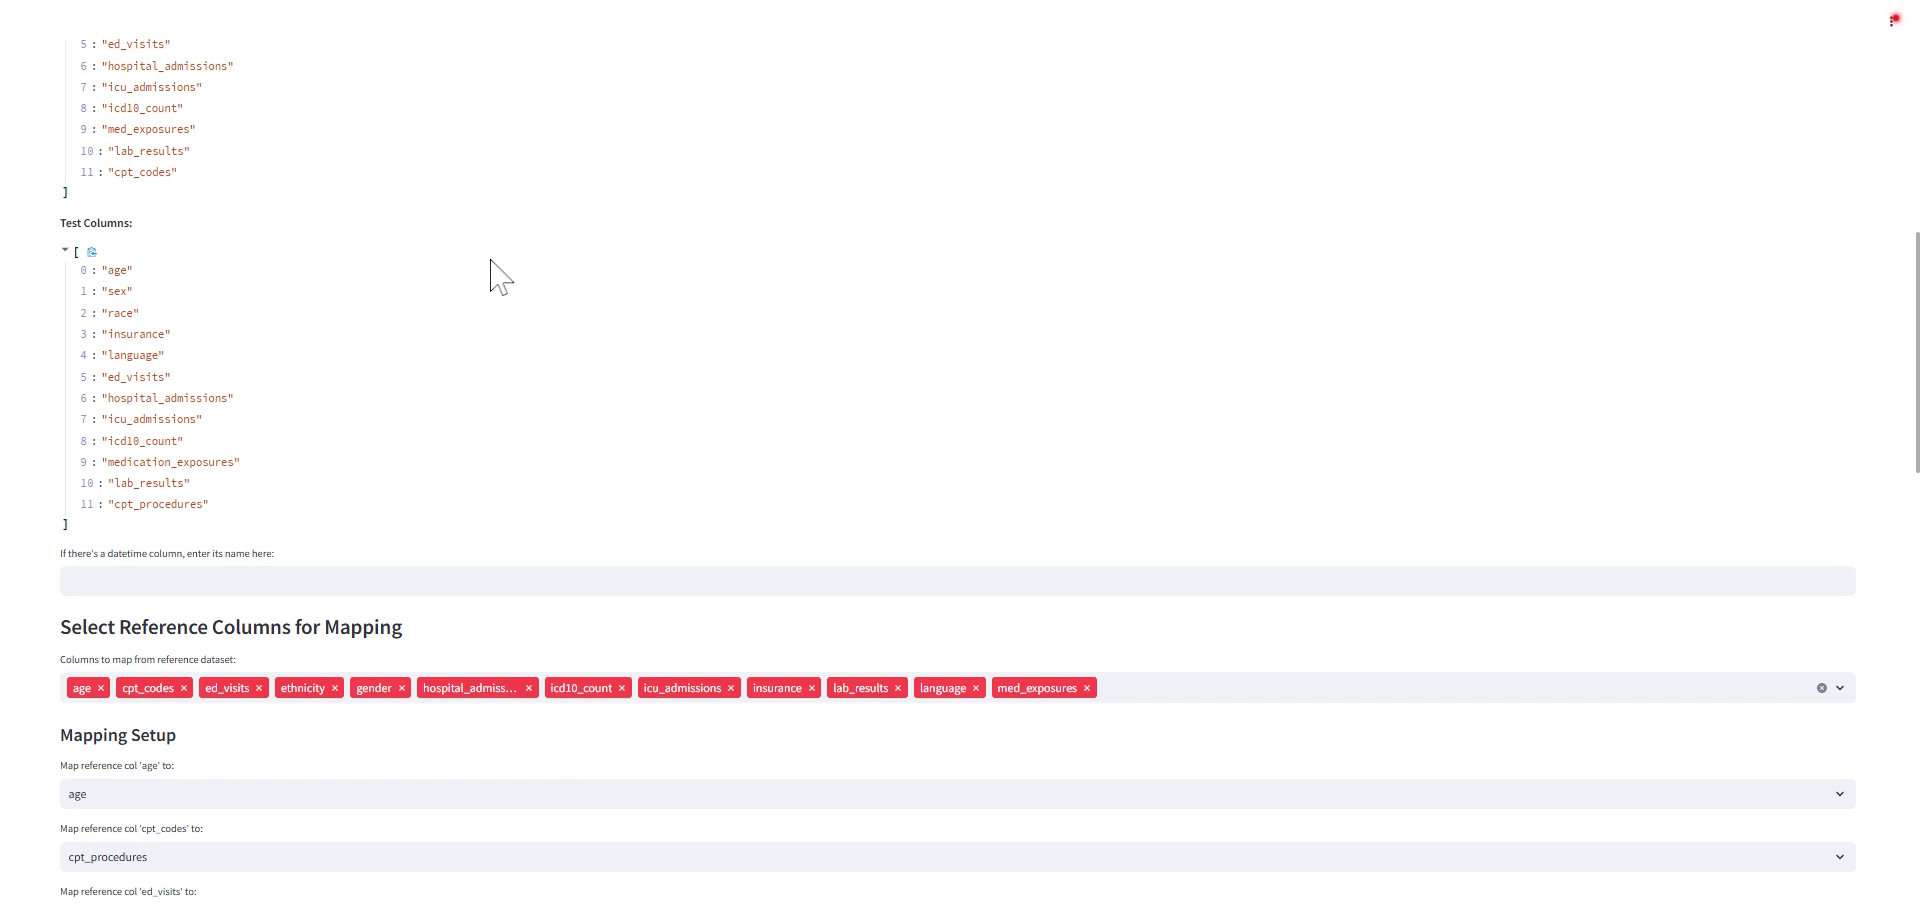 5 : "ed_visits"
6 : "hospital_admissions"
7 : "icu_admissions"
8 : "icd10_count"
9 : "med_exposures"
10 : "lab_results"
11 : "cpt_codes"
]
Test Columns:
[
0 : "age"
1 : "sex"
2 : "race"
3 : "insurance"
4 : "language"
5 : "ed_visits"
6 : "hospital_admissions"
7 : "icu_admissions"
8 : "icd10_count"
9 : "medication_exposures"
10 : "lab_results"
11 : "cpt_procedures"
]
If there's a datetime column, enter its name here:
Select Reference Columns for Mapping
Columns to map from reference dataset:
age × cpt_codes × ed_visits × ethnicity × gender × hospital_admiss... × icd10_count × icu_admissions × insurance × lab_results × language × med_exposures ×
Mapping Setup
Map reference col 'age' to:
age
Map reference col 'cpt_codes' to:
cpt_procedures
Map reference col 'ed_visits' to: